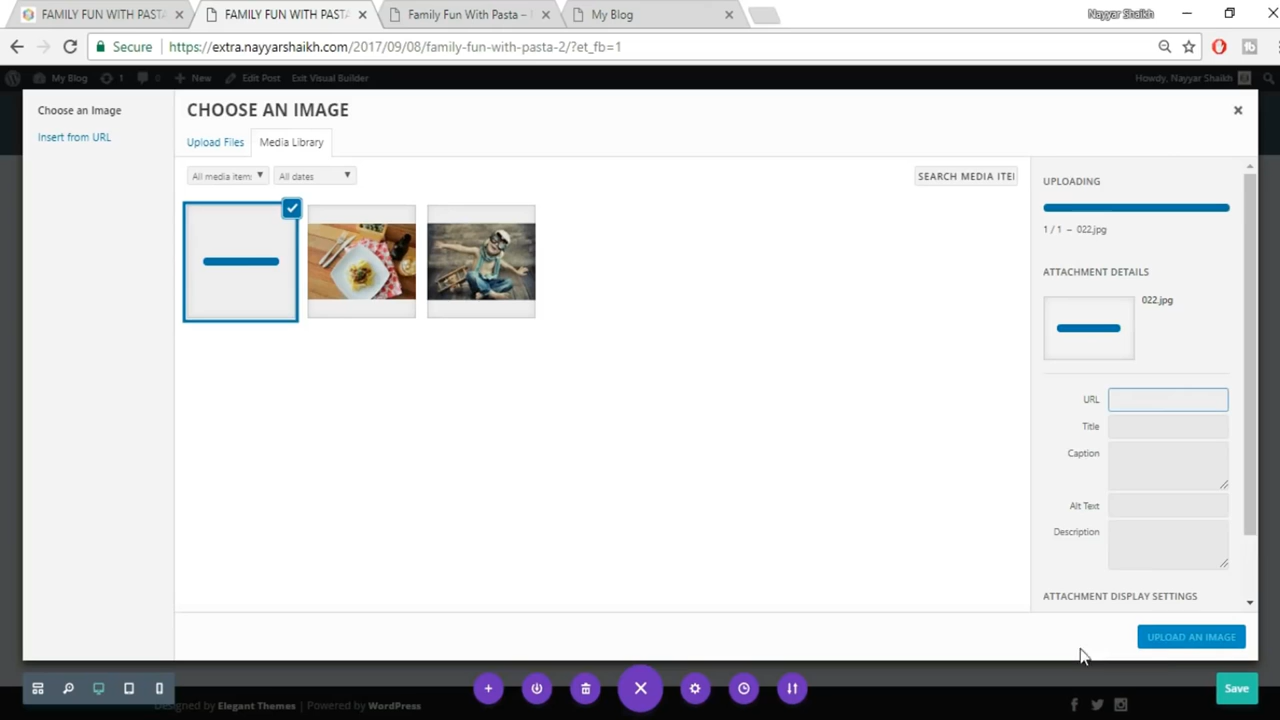 FAMILY FUN WITH PASTA
FAMILY FUN WITH PASTA
Family Fun With Pasta –
My Blog
Nayyar Shaikh
Secure
https://extra.nayyarshaikh.com/2017/09/08/family-fun-with-pasta-2/?et_fb=1
My Blog
1
0
New
Edit Post
Exit Visual Builder
Howdy, Nayyar Shaikh
Choose an Image
Insert from URL
CHOOSE AN IMAGE
Upload Files
Media Library
All media item
All dates
SEARCH MEDIA ITE
UPLOADING
1 / 1 – 022.jpg
ATTACHMENT DETAILS
022.jpg
URL
Title
Caption
Alt Text
Description
ATTACHMENT DISPLAY SETTINGS
UPLOAD AN IMAGE
Save
Designed by Elegant Themes | Powered by WordPress